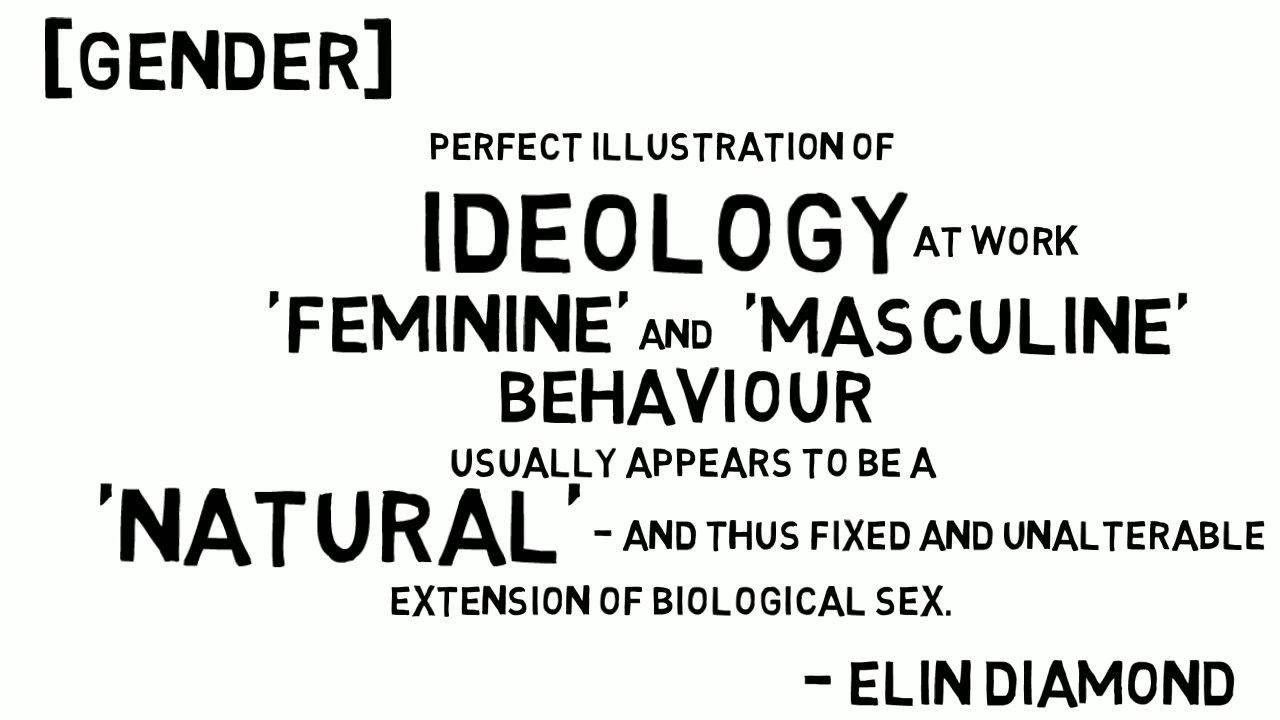 [GENDER]
PERFECT ILLUSTRATION OF
IDEOLOGY AT WORK
'FEMININE' AND 'MASCULINE'
BEHAVIOUR
USUALLY APPEARS TO BE A
'NATURAL' - AND THUS FIXED AND UNALTERABLE
EXTENSION OF BIOLOGICAL SEX.
- ELIN DIAMOND